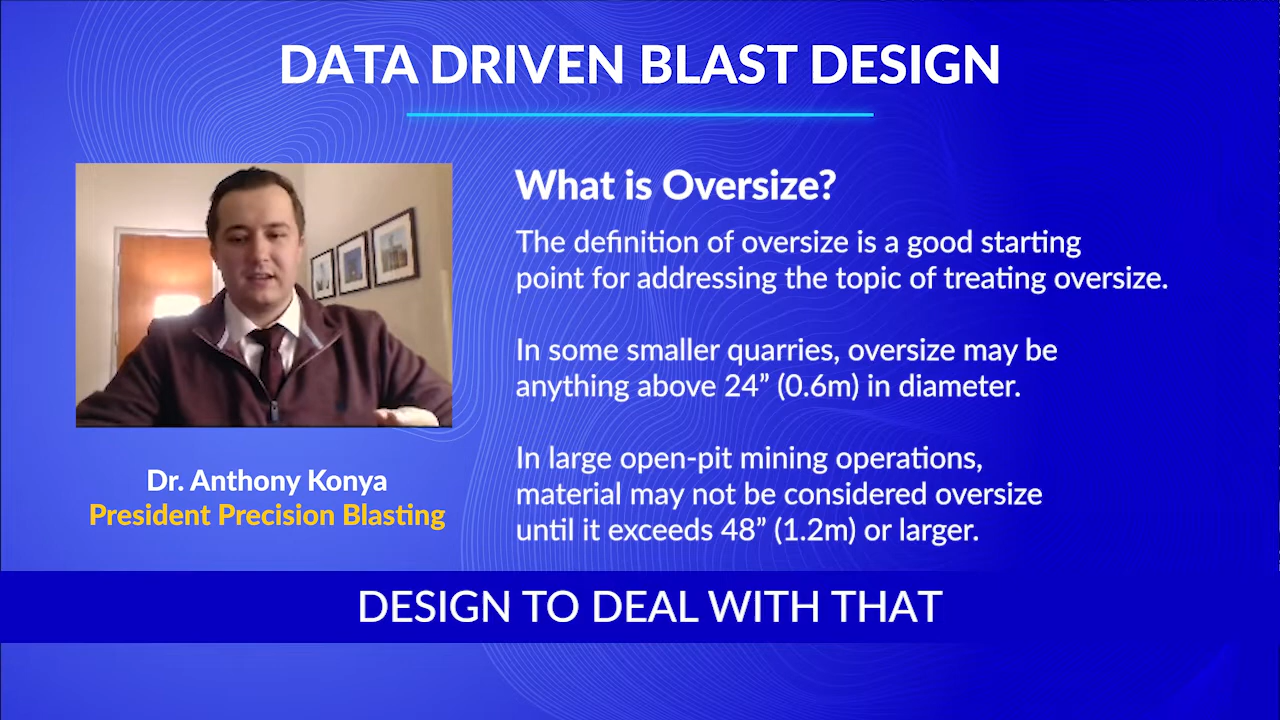 DATA DRIVEN BLAST DESIGN
What is Oversize?
The definition of oversize is a good starting
point for addressing the topic of treating oversize.
In some smaller quarries, oversize may be
anything above 24” (0.6m) in diameter.
In large open-pit mining operations,
material may not be considered oversize
until it exceeds 48” (1.2m) or larger.
Dr. Anthony Konya
President Precision Blasting
DESIGN TO DEAL WITH THAT